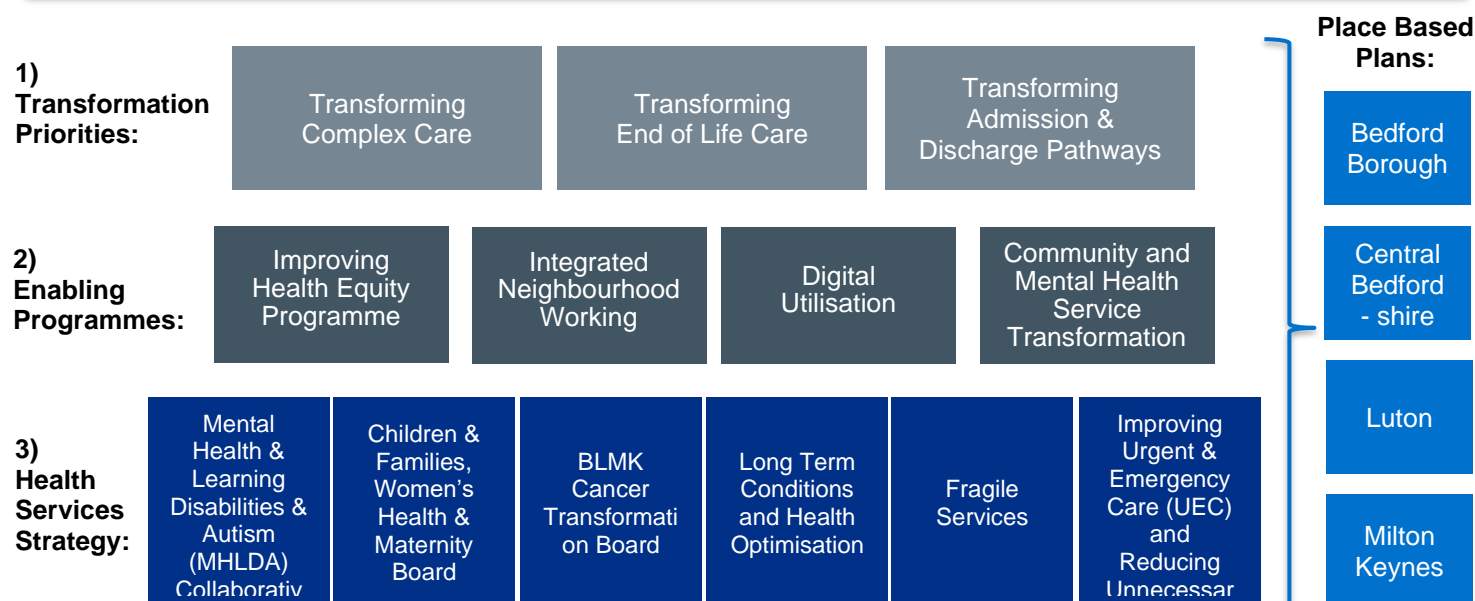 Place Based
Plans:
1)
Transformation
Priorities:
Transforming
Complex Care
Transforming
End of Life Care
Transforming
Admission &
Discharge Pathways
2)
Enabling
Programmes:
Improving
Health Equity
Programme
Integrated
Neighbourhood
Working
Digital
Utilisation
Community and
Mental Health
Service
Transformation
3)
Health
Services
Strategy:
Mental
Health &
Learning
Disabilities &
Autism
(MHLDA)
Collaborativ
Children &
Families,
Women's
Health &
Maternity
Board
BLMK
Cancer
Transformati
on Board
Long Term
Conditions
and Health
Optimisation
Fragile
Services
Improving
Urgent &
Emergency
Care (UEC)
and
Reducing
Unnecessar
Bedford
Borough
Central
Bedford
- shire
Luton
Milton
Keynes